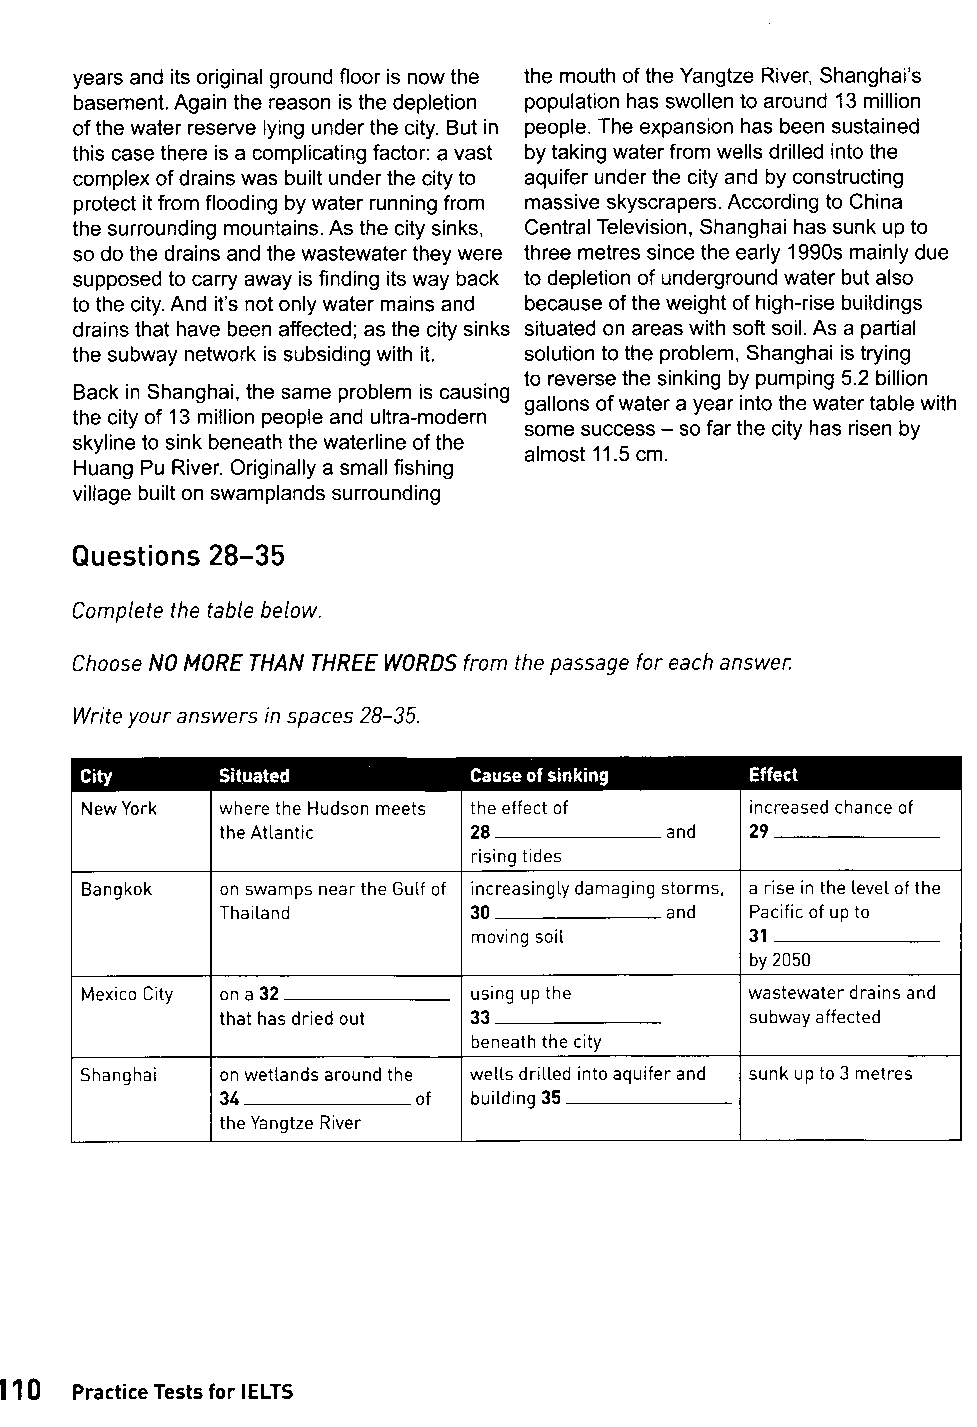 years and its original ground floor is now the
basement. Again the reason is the depletion
of the water reserve lying under the city. But in
this case there is a complicating factor: a vast
complex of drains was built under the city to
protect it from flooding by water running from
the surrounding mountains. As the city sinks,
so do the drains and the wastewater they were
supposed to carry away is finding its way back
to the city. And it's not only water mains and
drains that have been affected; as the city sinks
the subway network is subsiding with it.
Back in Shanghai, the same problem is causing
the city of 13 million people and ultra-modern
skyline to sink beneath the waterline of the
Huang Pu River. Originally a small fishing
village built on swamplands surrounding
the mouth of the Yangtze River, Shanghai's
population has swollen to around 13 million
people. The expansion has been sustained
by taking water from wells drilled into the
aquifer under the city and by constructing
massive skyscrapers. According to China
Central Television, Shanghai has sunk up to
three metres since the early 1990s mainly due
to depletion of underground water but also
because of the weight of high-rise buildings
situated on areas with soft soil. As a partial
solution to the problem, Shanghai is trying
to reverse the sinking by pumping 5.2 billion
gallons of water a year into the water table with
some success – so far the city has risen by
almost 11.5 cm.
Questions 28–35
Complete the table below.
Choose NO MORE THAN THREE WORDS from the passage for each answer.
Write your answers in spaces 28–35.
City Situated Cause of sinking Effect
New York where the Hudson meets the effect of increased chance of
the Atlantic 28 ____ and 29 ____
rising tides
Bangkok on swamps near the Gulf of increasingly damaging storms, a rise in the level of the
Thailand 30 ____ and Pacific of up to
moving soil 31 ____
by 2050
Mexico City on a 32 ____ using up the wastewater drains and
that has dried out 33 ____ subway affected
beneath the city
Shanghai on wetlands around the wells drilled into aquifer and sunk up to 3 metres
34 ____ of building 35 ____
the Yangtze River
110 Practice Tests for IELTS